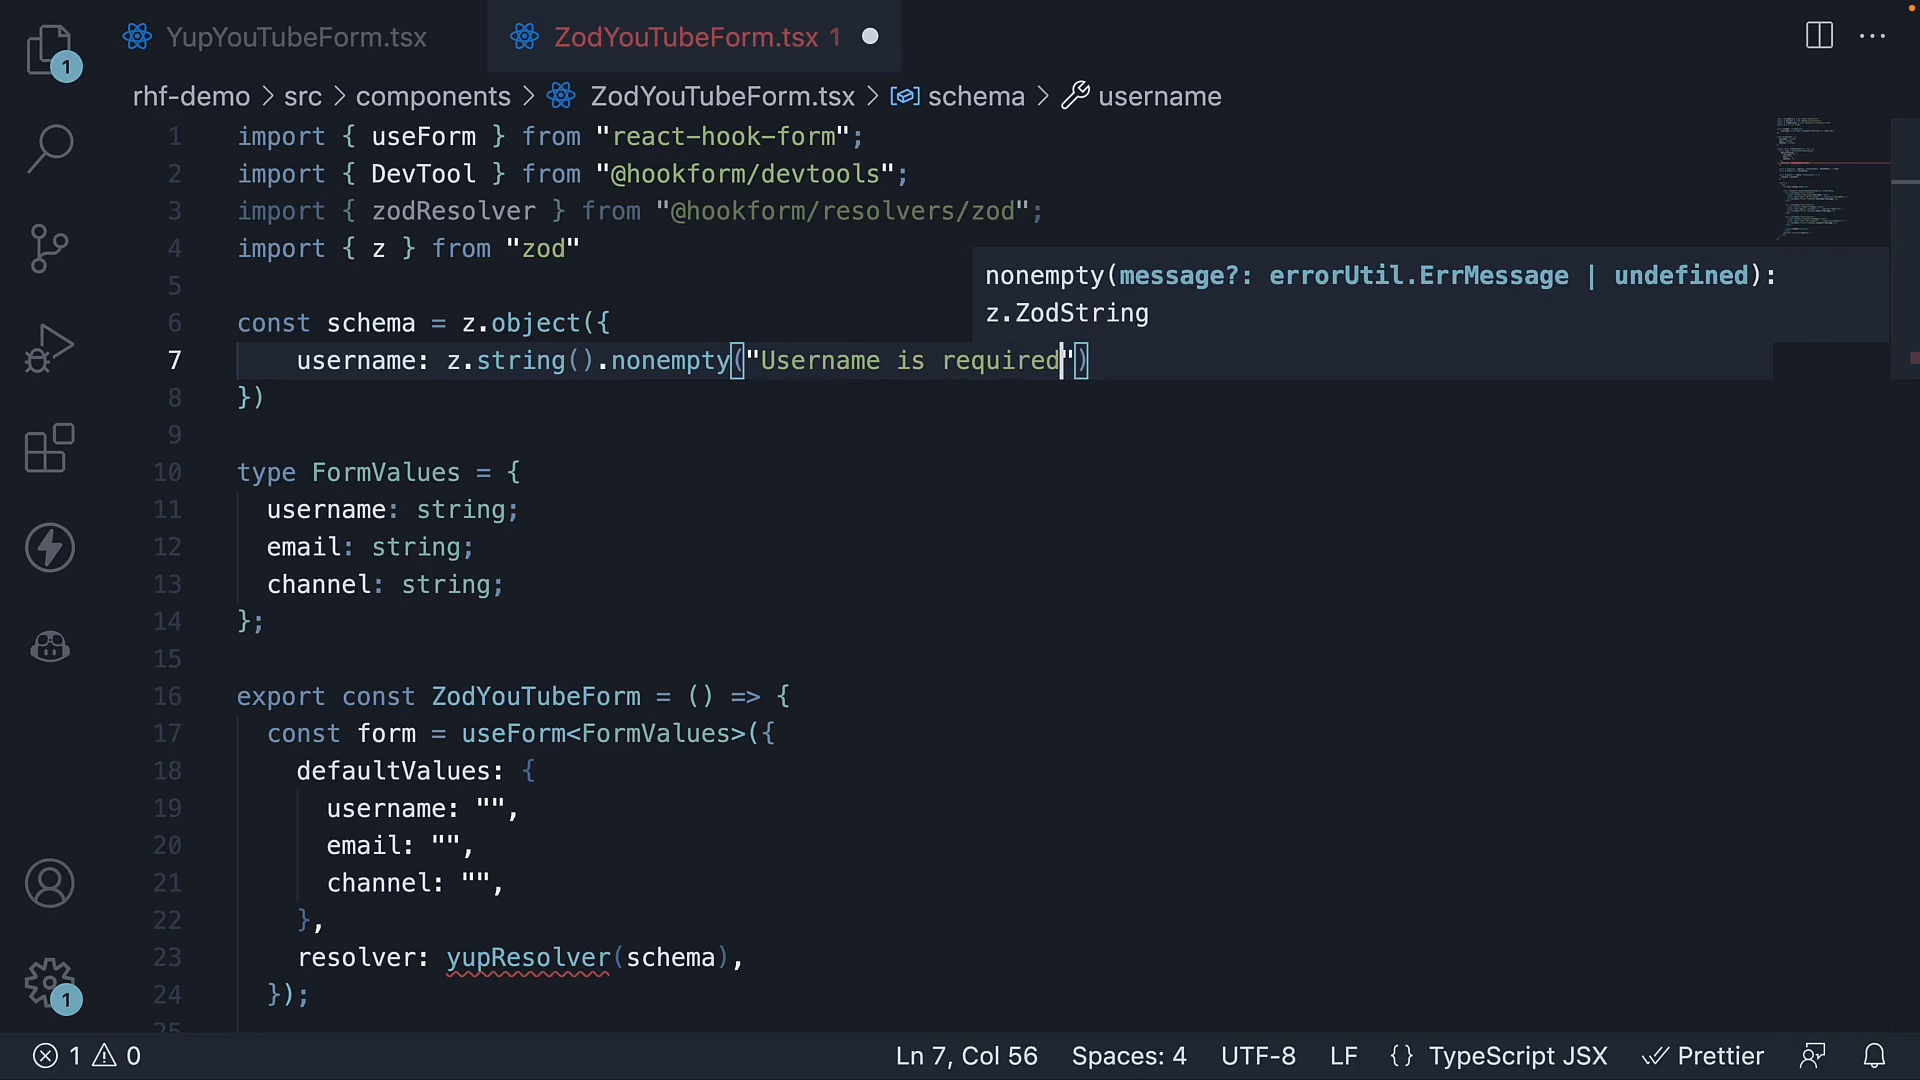 YupYouTubeForm.tsx
ZodYouTubeForm.tsx 1
rhf-demo > src > components > ZodYouTubeForm.tsx > schema > username
1 import { useForm } from "react-hook-form";
2 import { DevTool } from "@hookform/devtools";
3 import { zodResolver } from "@hookform/resolvers/zod";
4 import { z } from "zod"
5
nonempty(message?: errorUtil.ErrMessage | undefined):
z.ZodString
6 const schema = z.object({
7 username: z.string().nonempty("Username is required")
8 })
9
10 type FormValues = {
11 username: string;
12 email: string;
13 channel: string;
14 };
15
16 export const ZodYouTubeForm = () => {
17 const form = useForm<FormValues>({
18 defaultValues: {
19 username: "",
20 email: "",
21 channel: "",
22 },
23 resolver: yupResolver(schema),
24 });
25
1
1
1 0 Ln 7, Col 56 Spaces: 4 UTF-8 LF {} TypeScript JSX Prettier